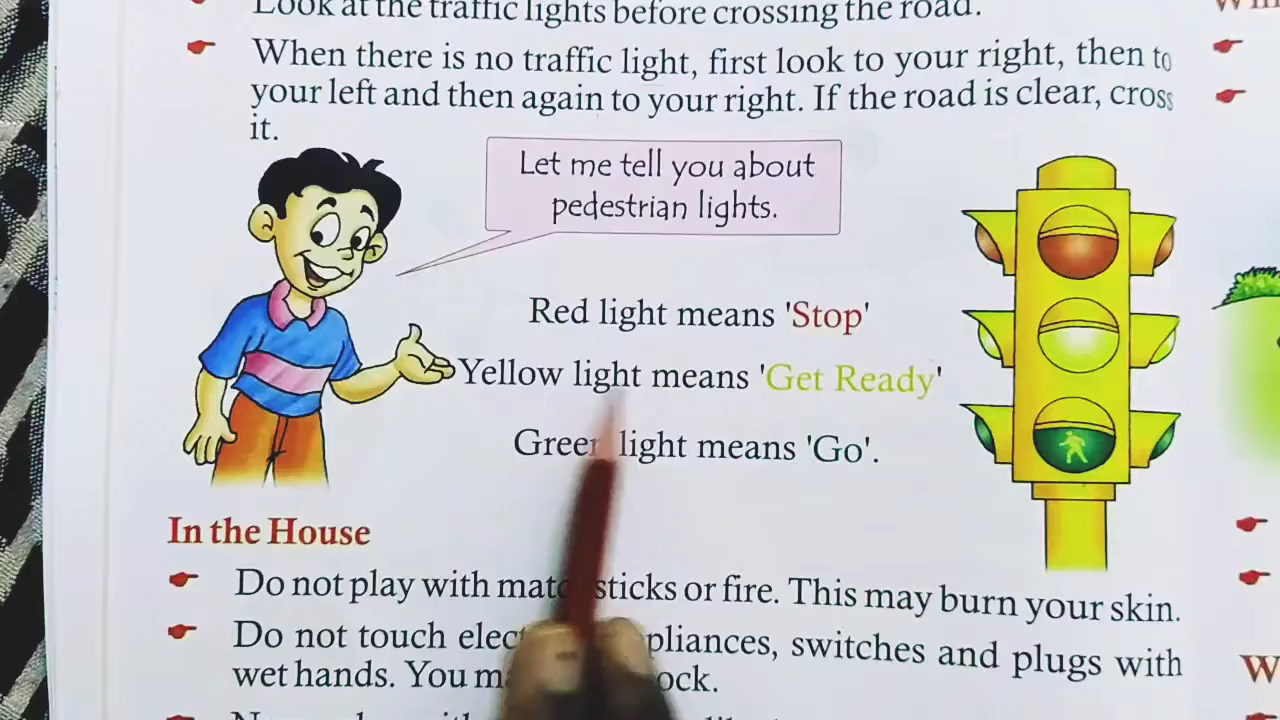 Look at the traffic lights before crossing the road.
When there is no traffic light, first look to your right, then to
your left and then again to your right. If the road is clear, cross
it.
Let me tell you about
pedestrian lights.
Red light means 'Stop'
Yellow light means 'Get Ready'
Green light means 'Go'.
In the House
Do not play with matchsticks or fire. This may burn your skin.
Do not touch appliances, switches and plugs with
wet hands. You